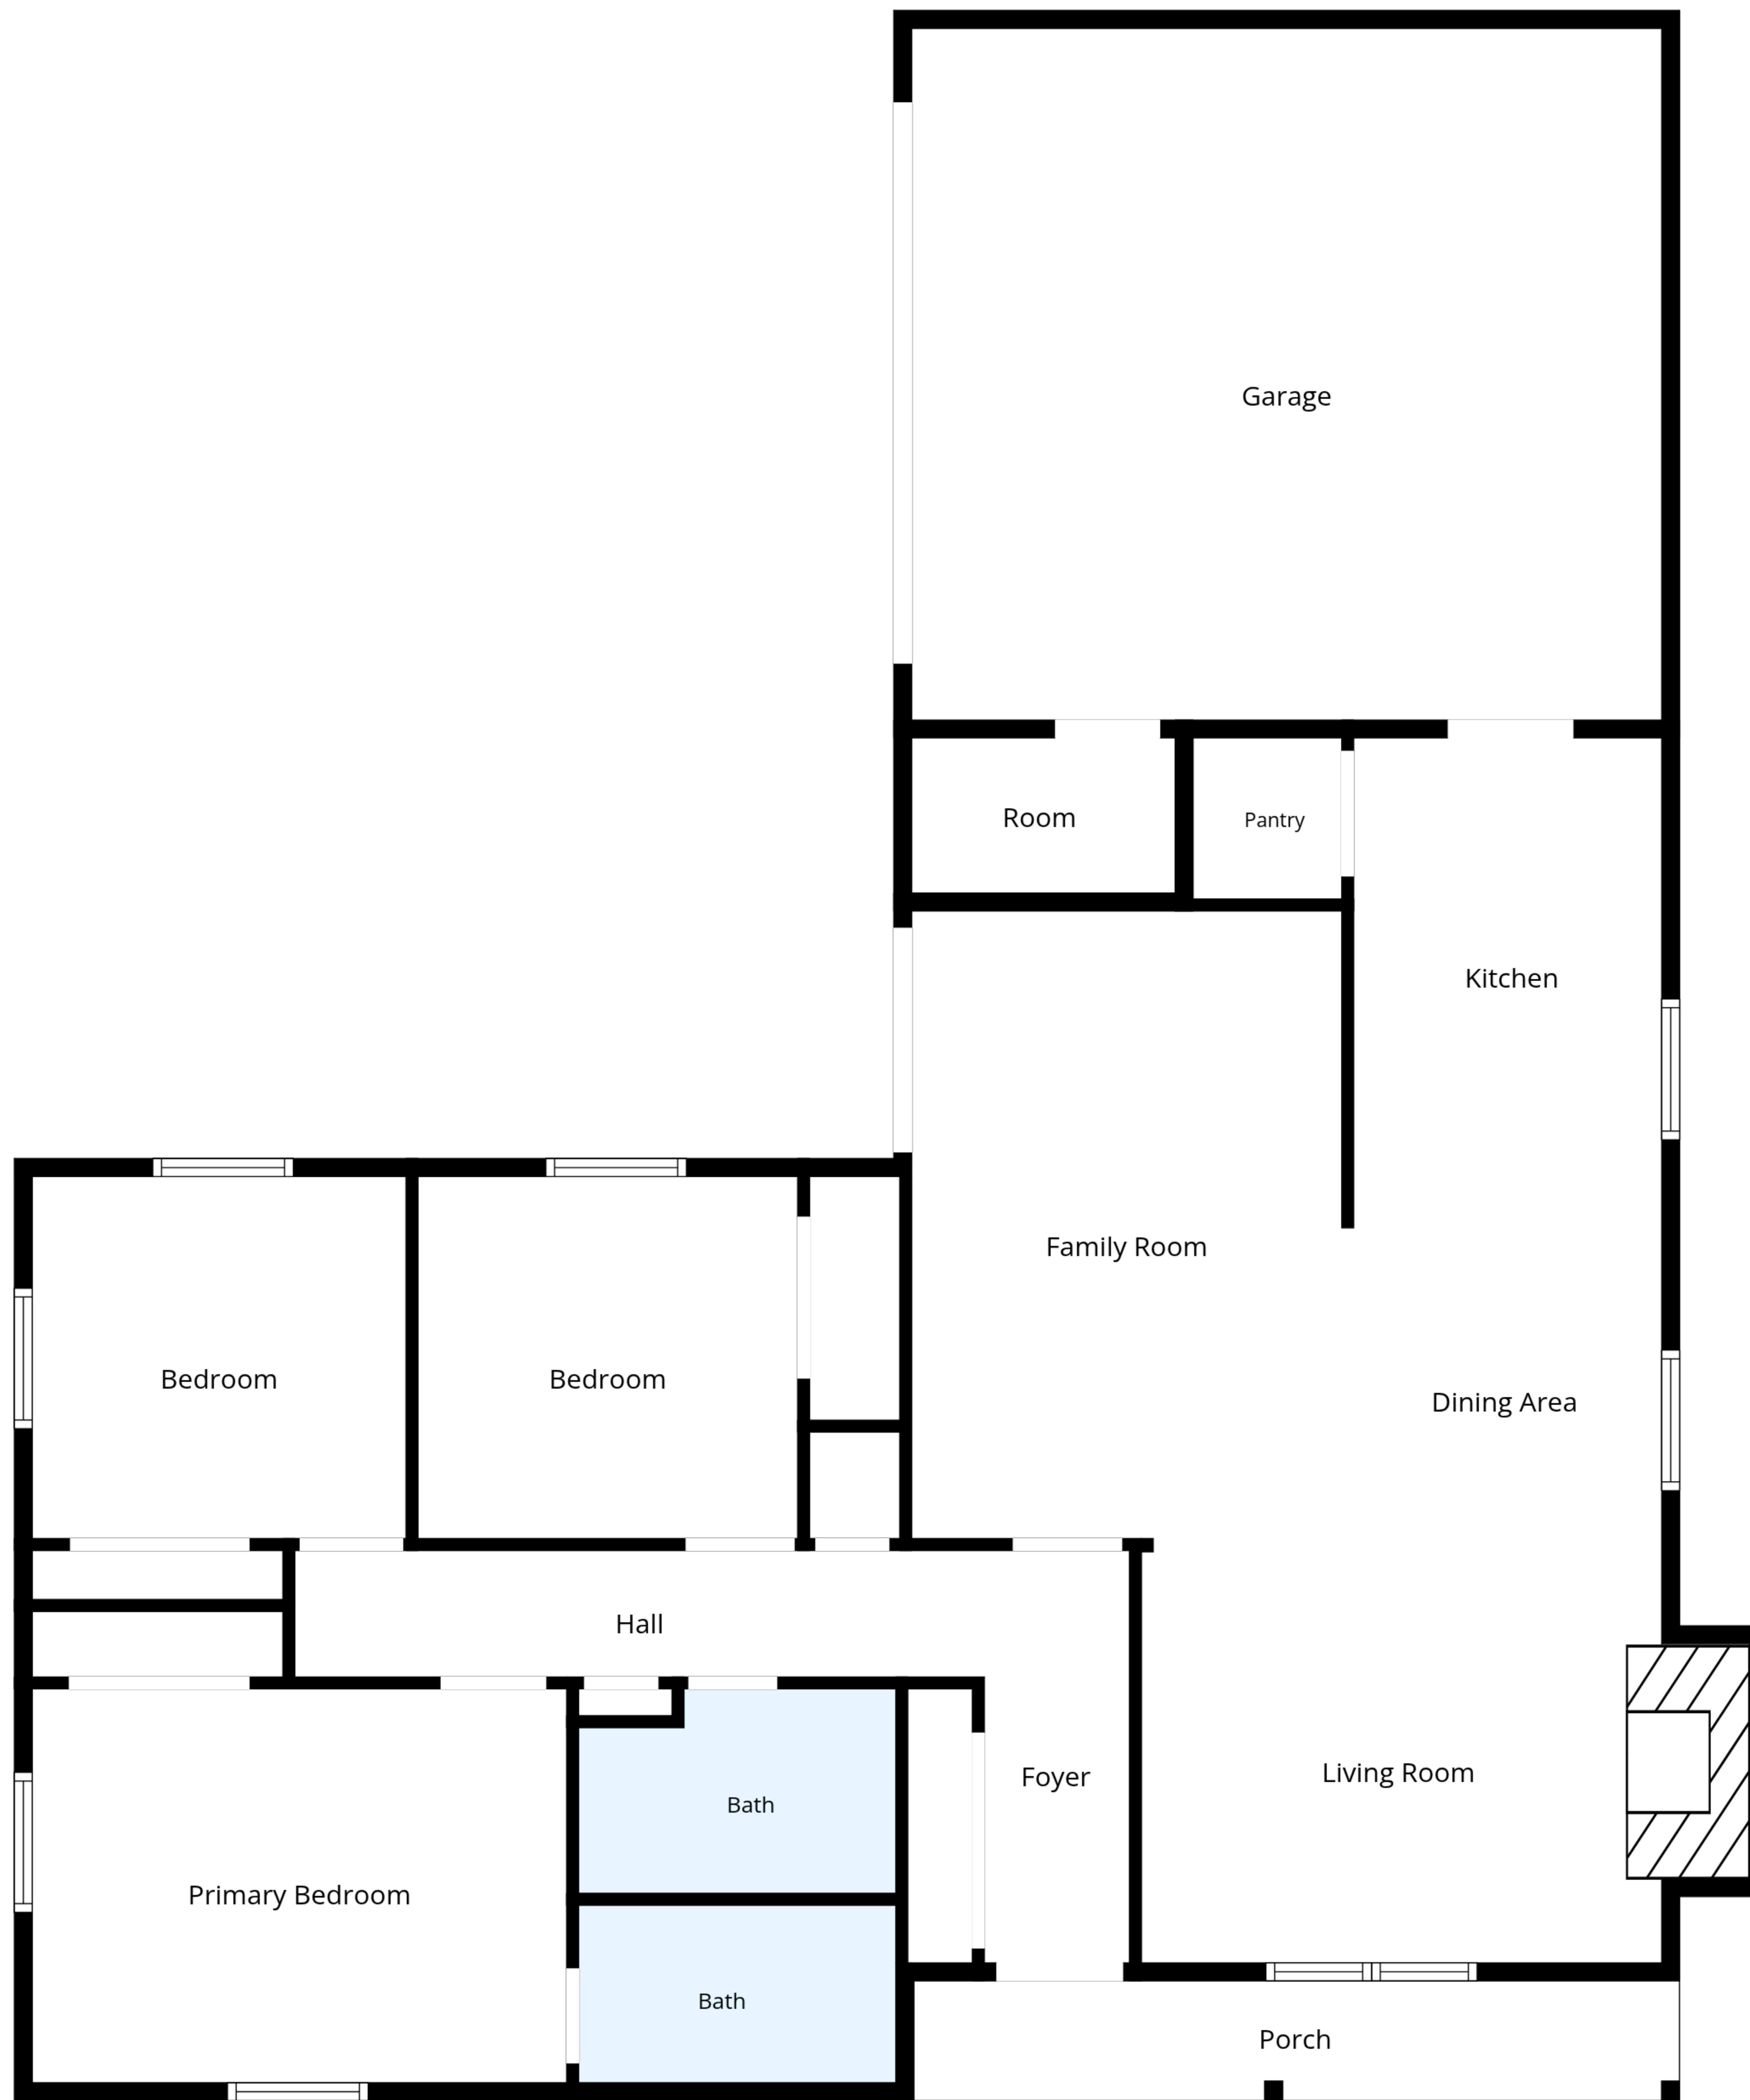 Garage
Room
Pantry
Kitchen
Family Room
Bedroom
Bedroom
Dining Area
Hall
Foyer
Living Room
Bath
Primary Bedroom
Bath
Porch